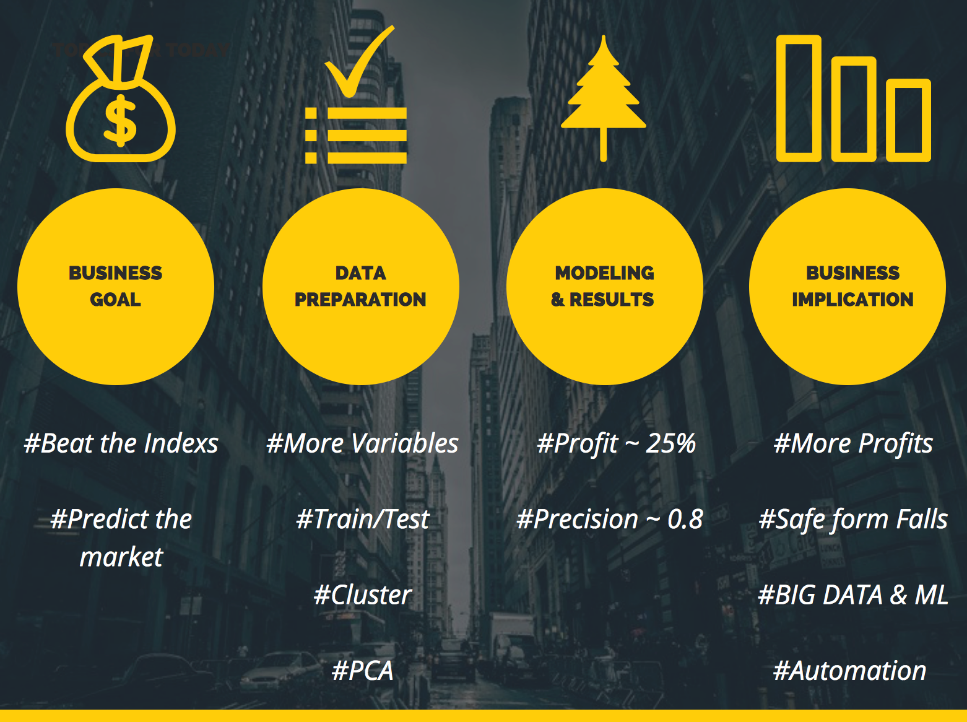 $
BUSINESS
GOAL
#Beat the Indexs
#Predict the
market
DATA
PREPARATION
#More Variables
#Train/Test
#Cluster
#PCA
MODELING
& RESULTS
#Profit ~ 25%
#Precision ~ 0.8
BUSINESS
IMPLICATION
#More Profits
#Safe form Falls
#BIG DATA & ML
#Automation